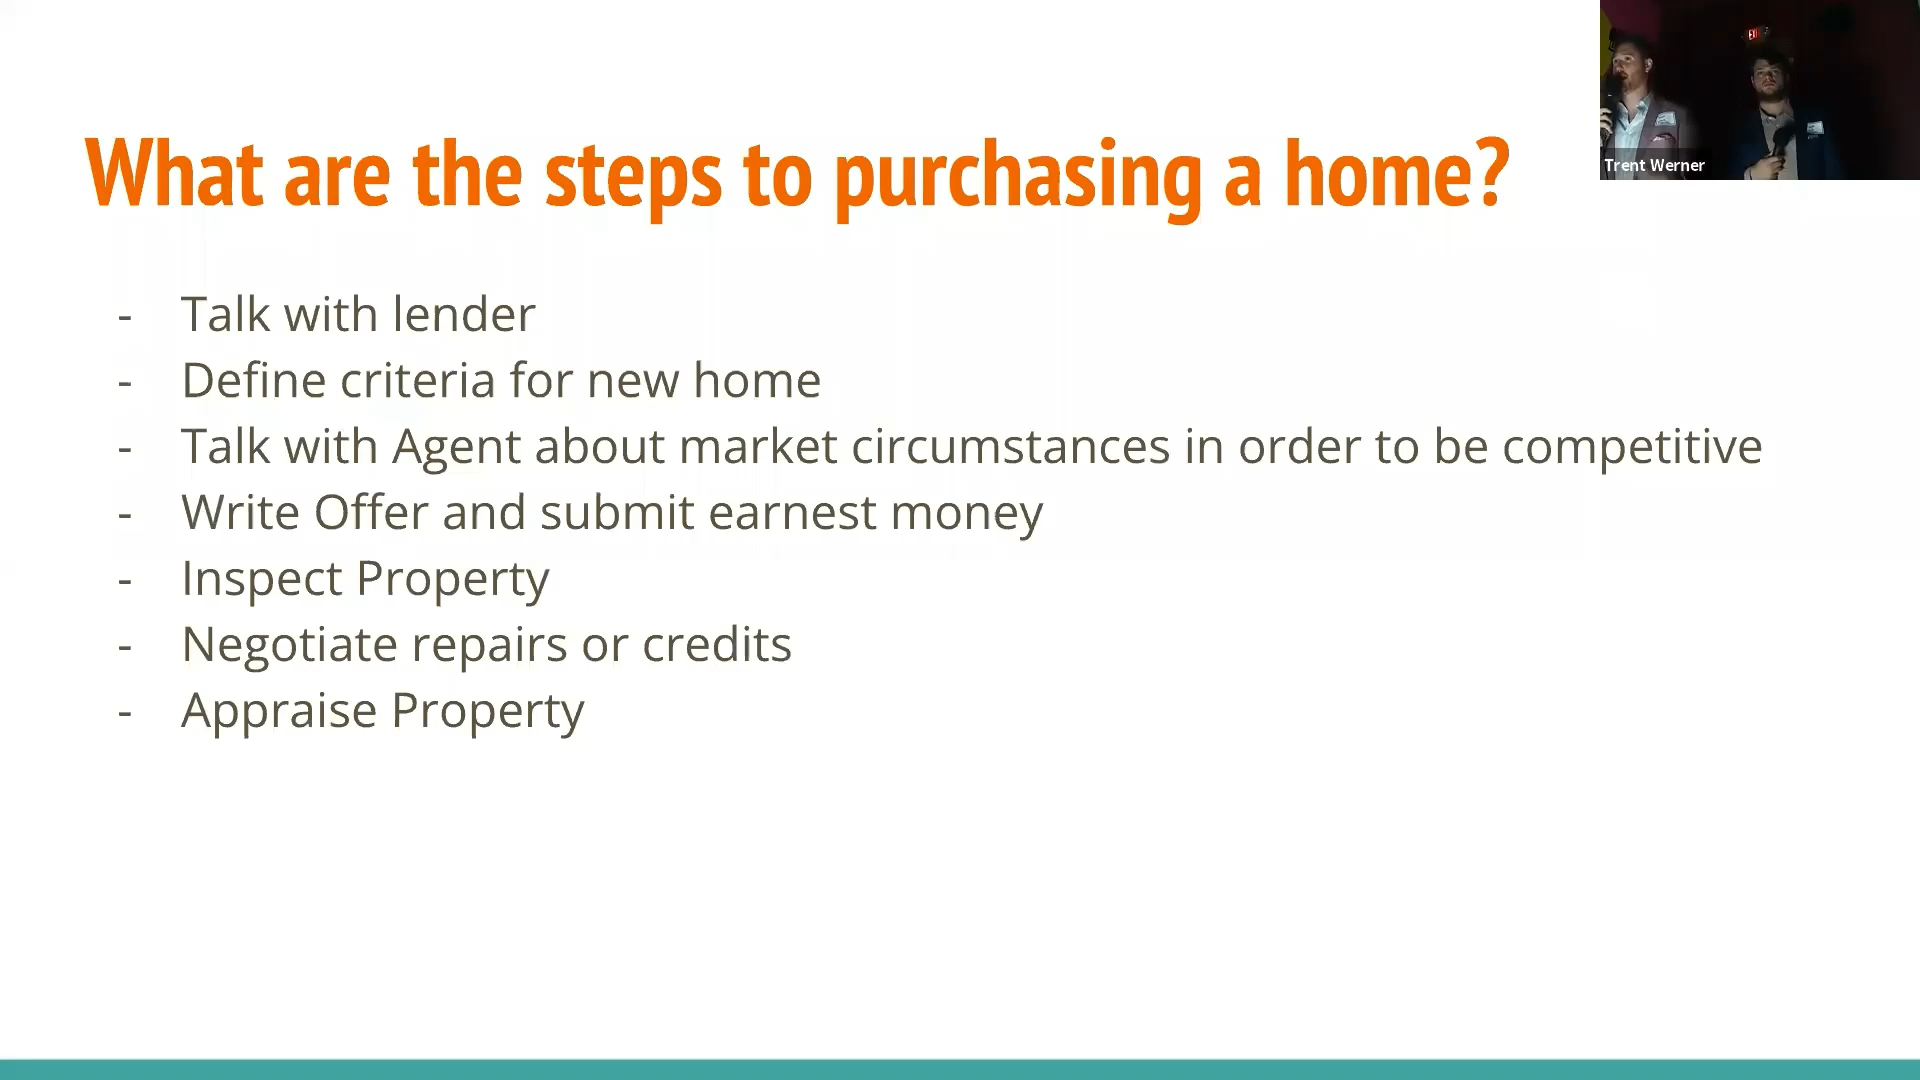 What are the steps to purchasing a home?
- Talk with lender
- Define criteria for new home
- Talk with Agent about market circumstances in order to be competitive
- Write Offer and submit earnest money
- Inspect Property
- Negotiate repairs or credits
- Appraise Property
Trent Werner